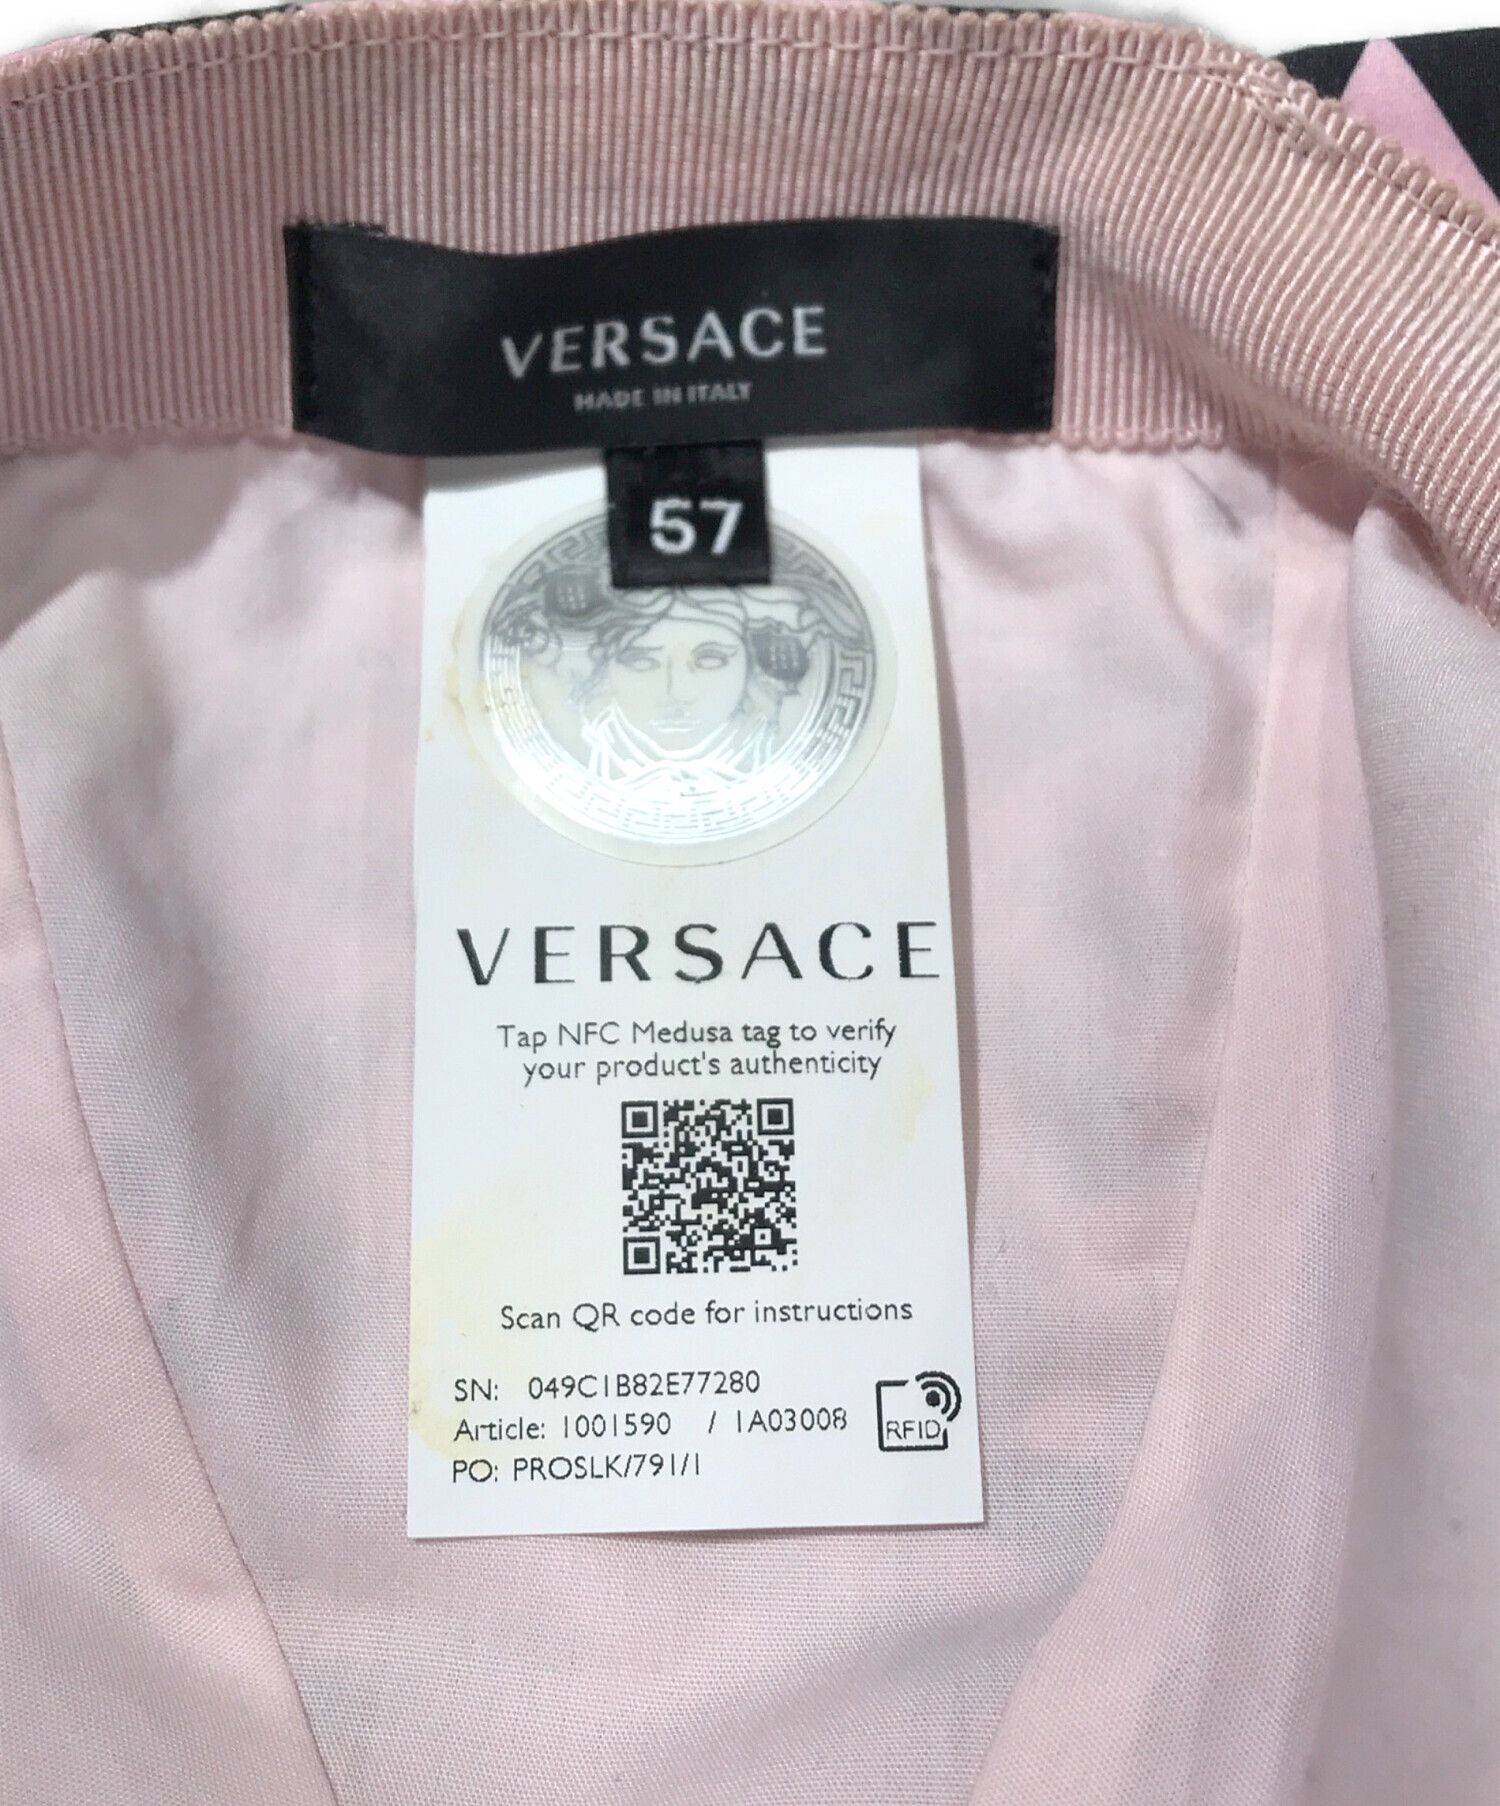 VERSACE
MADE IN ITALY
57
VERSACE
Tap NFC Medusa tag to verify
your product's authenticity
Scan QR code for instructions
SN: 049C1B82E77280
Article: 1001590 / 1A03008
RFID
PO: PROSLK/791/1